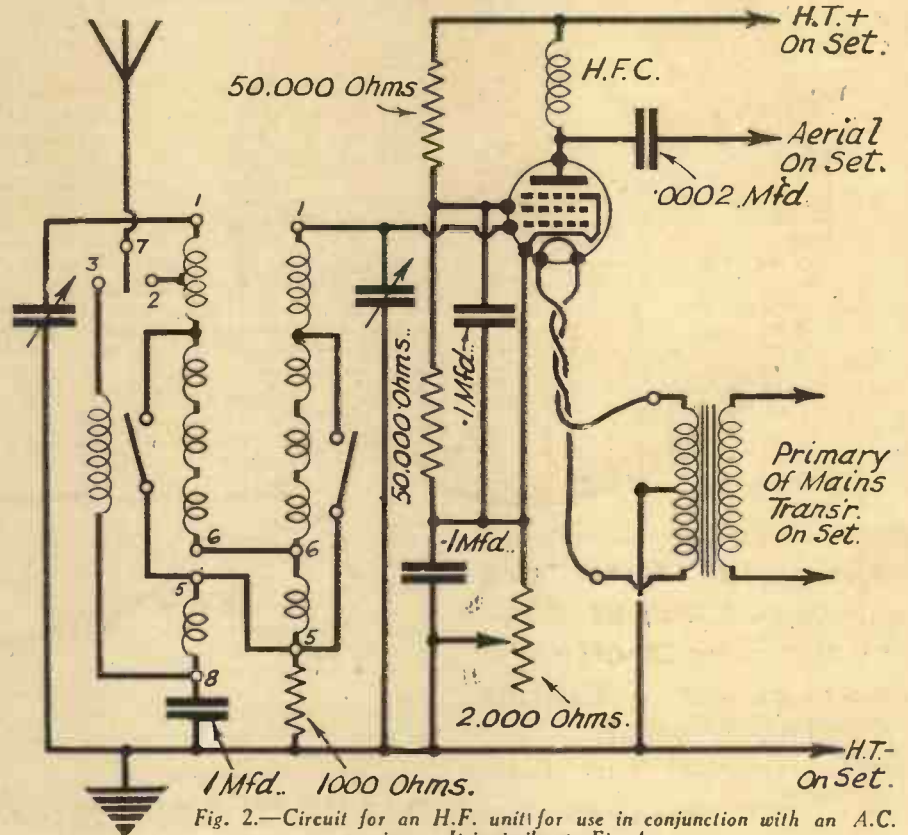 H.T.+
on Set.
50.000 Ohms
H.F.C.
Aerial
On Set.
.0002 Mfd
1
1
7
3
2
50.000 Ohms..
.1 Mfd..
Primary
Of Mains
Transr.
On Set.
.1 Mfd..
6
6
5
5
8
2.000 Ohms.
.1 Mfd..
1000 Ohms.
H.T.-
on Set.
Fig. 2.—Circuit for an H.F. unit for use in conjunction with an A.C.